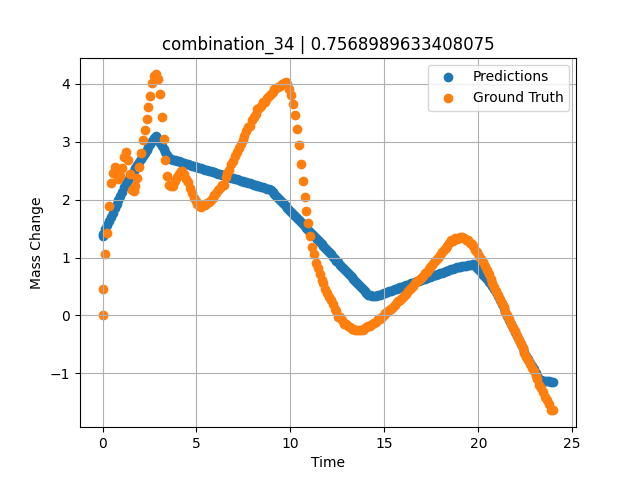 combination_34 | 0.7568989633408075
Predictions
Ground Truth
Mass Change
4
3
2
1
0
−1
0
5
10
15
20
25
Time